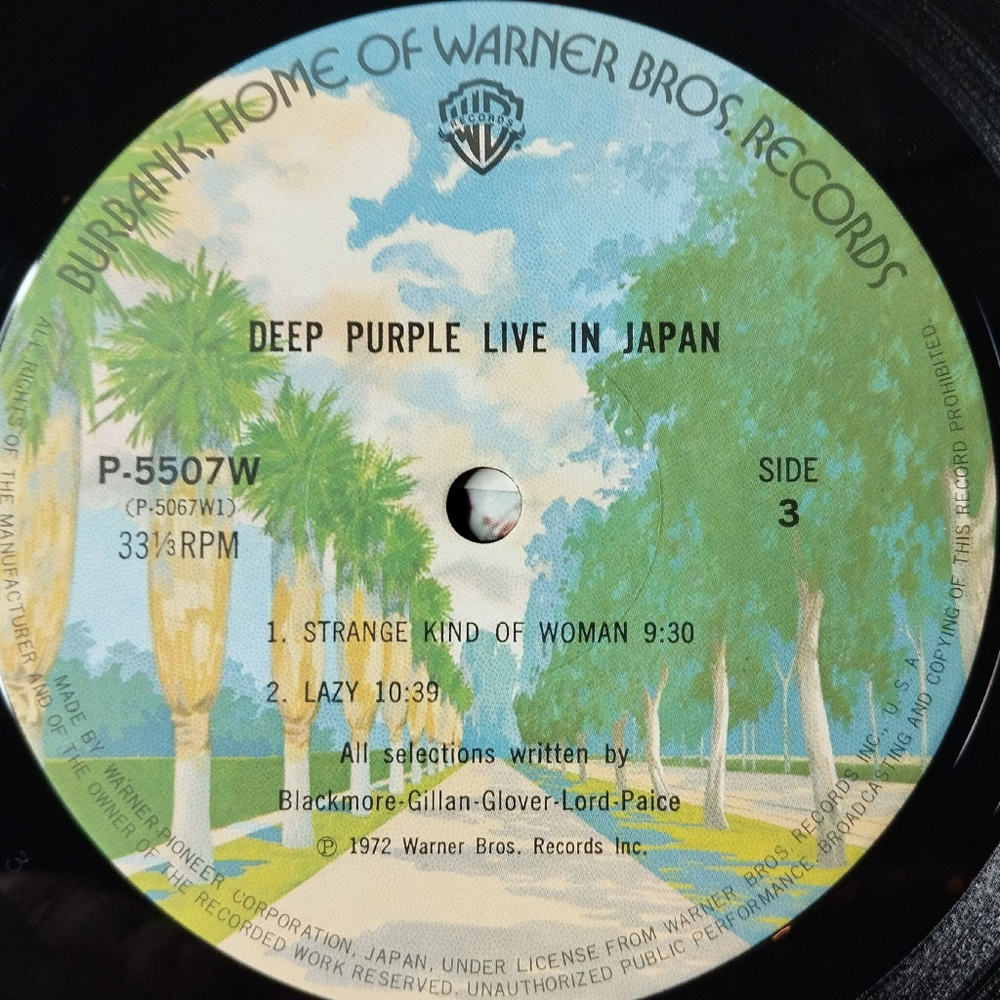 BURBANK, HOME OF WARNER BROS. RECORDS
WB
RECORDS
DEEP PURPLE LIVE IN JAPAN
P-5507W
(P-5067W1)
33⅓RPM
SIDE
3
1. STRANGE KIND OF WOMAN 9:30
2. LAZY 10:39
All selections written by
Blackmore-Gillan-Glover-Lord-Paice
Ⓟ 1972 Warner Bros. Records Inc.
MADE BY WARNER-PIONEER CORPORATION, JAPAN, UNDER LICENSE FROM WARNER BROS. RECORDS INC., U. S. A
ALL RIGHTS OF THE MANUFACTURER AND OF THE OWNER OF THE RECORDED WORK RESERVED. UNAUTHORIZED PUBLIC PERFORMANCE, BROADCASTING AND COPYING OF THIS RECORD PROHIBITED.